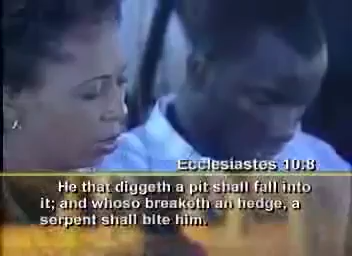 Ecclesiastes 10:8
He that diggeth a pit shall fall into
it; and whoso breaketh an hedge, a
serpent shall bite him.